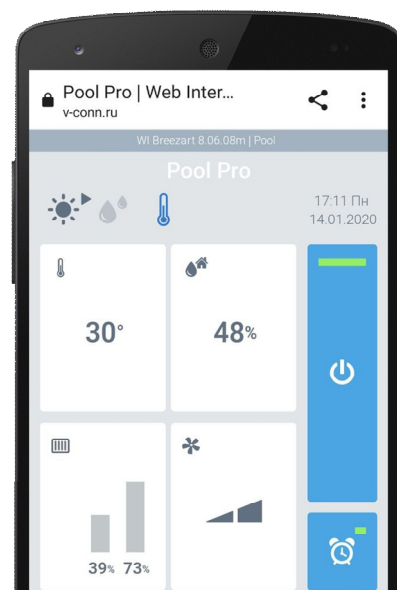 Pool Pro | Web Inter...
v-conn.ru
WI Breezart 8.06.08m | Pool
Pool Pro
17:11 Пн
14.01.2020
30°
48%
39% 73%